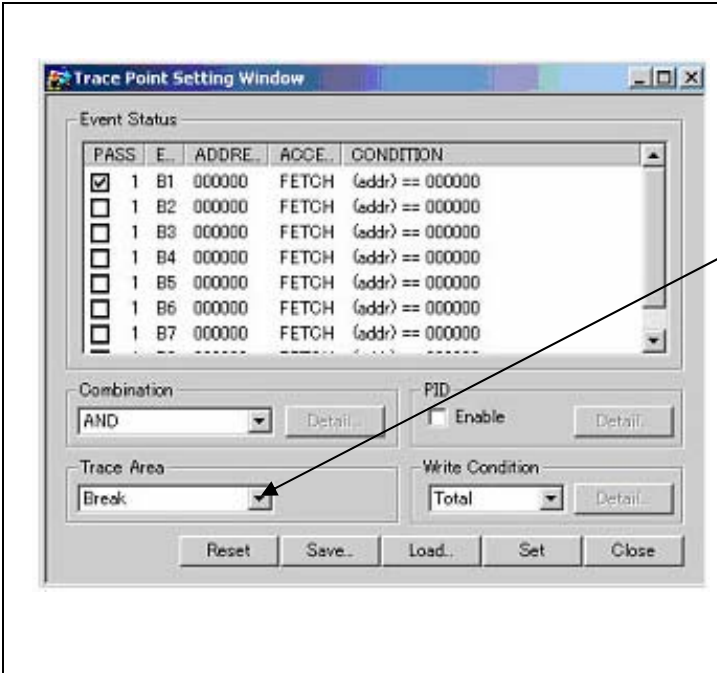 Trace Point Setting Window
Event Status
PASS E.. ADDRE.. ACCE.. CONDITION
1 B1 000000 FETCH (addr) == 000000
1 B2 000000 FETCH (addr) == 000000
1 B3 000000 FETCH (addr) == 000000
1 B4 000000 FETCH (addr) == 000000
1 B5 000000 FETCH (addr) == 000000
1 B6 000000 FETCH (addr) == 000000
1 B7 000000 FETCH (addr) == 000000
Combination
AND Detail...
PID
Enable Detail...
Trace Area
Break
Write Condition
Total Detail...
Reset Save.. Load.. Set Close